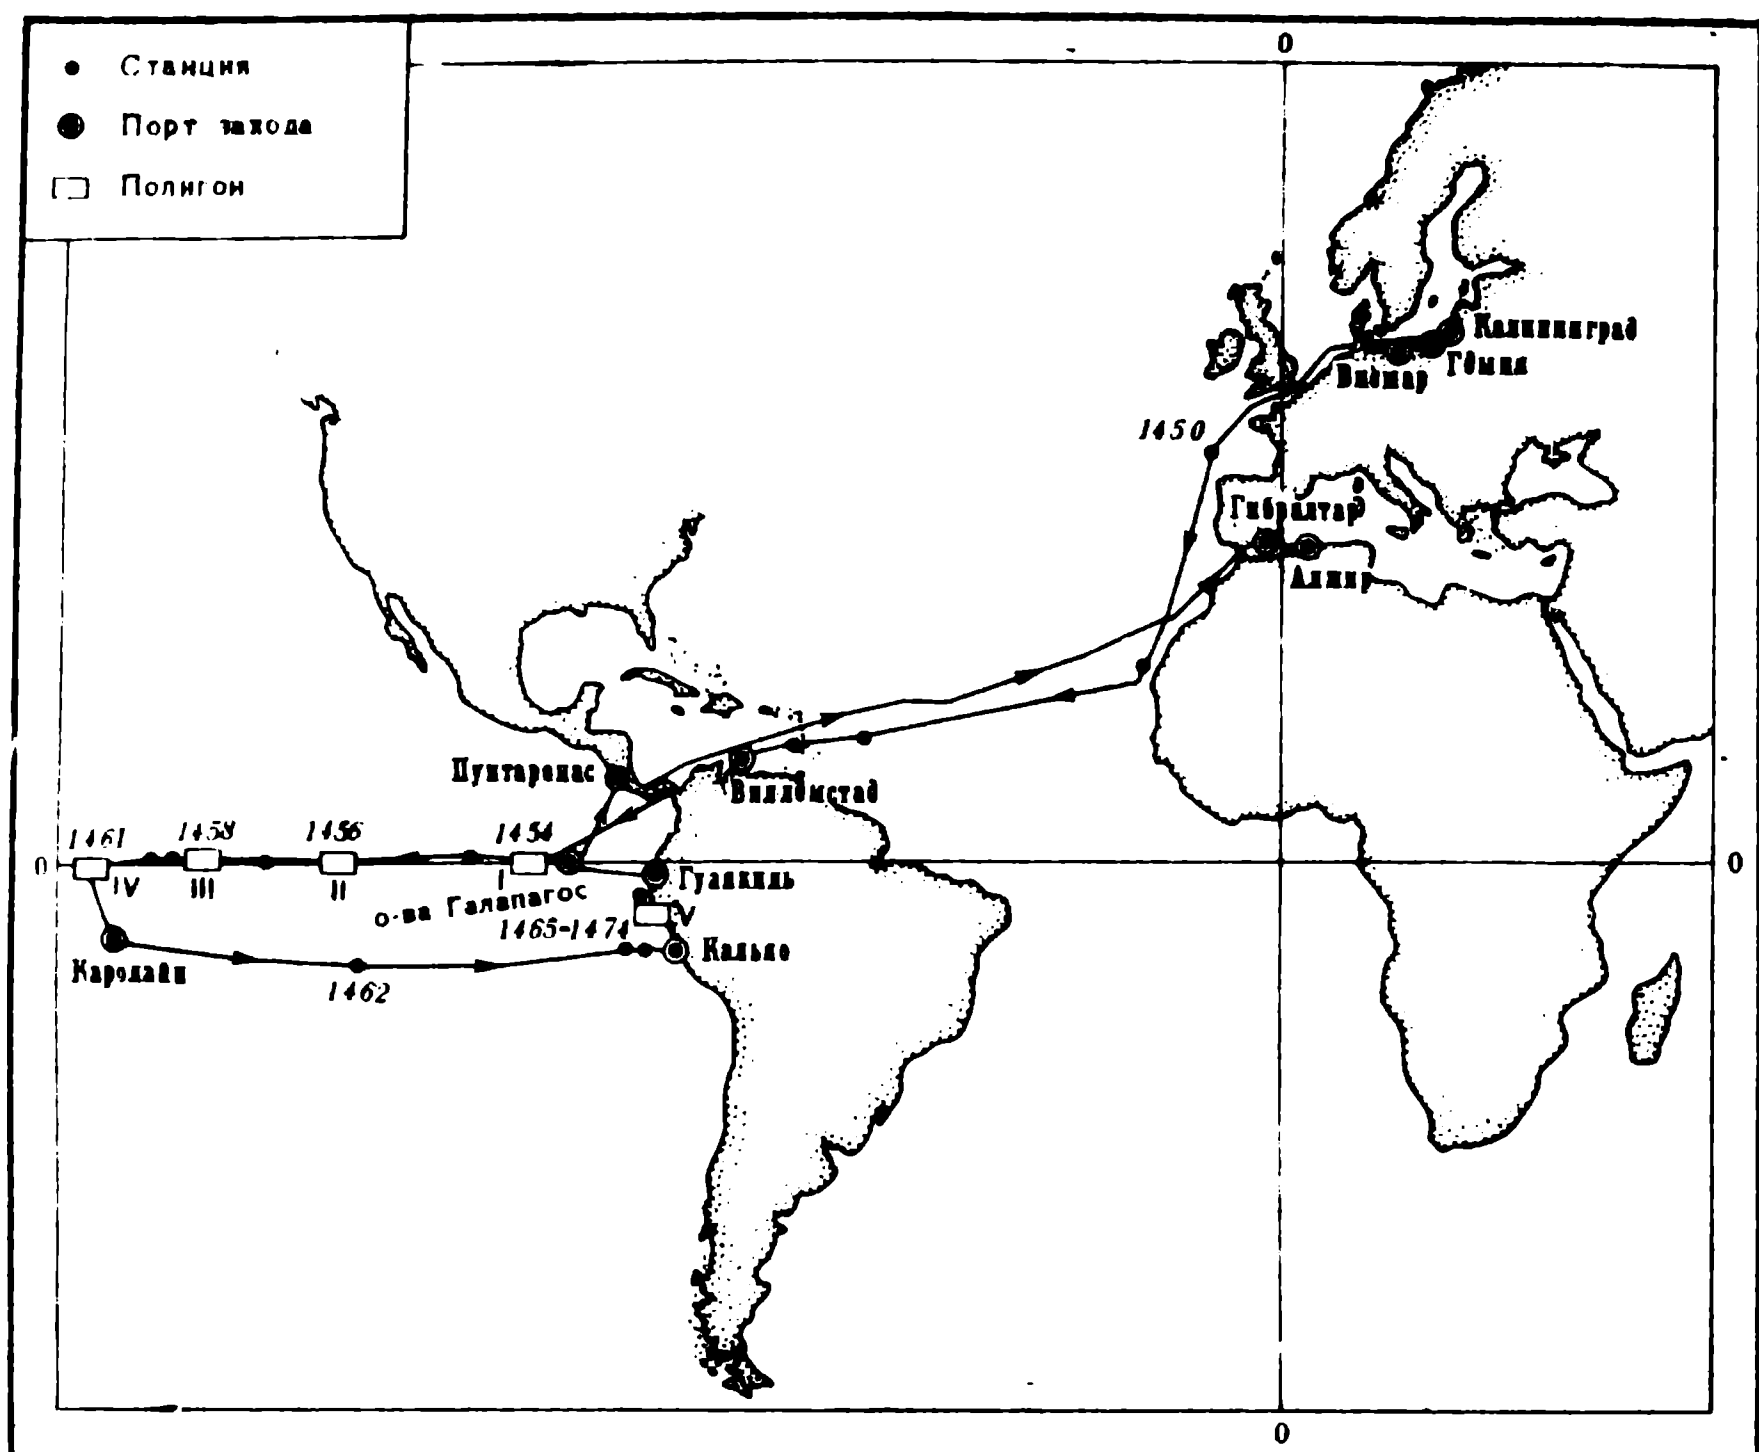 Станция
Порт захода
Полигон
0
Калининград
Гдыня
Висмар
1450
Гибралтар
Алжир
Пунтаренас
Виллемстад
1461
1458
1456
1454
0
0
IV
III
II
I
о-ва Галапагос
Гуаякиль
V
1465-1474
Кальяо
Каролайн
1462
0